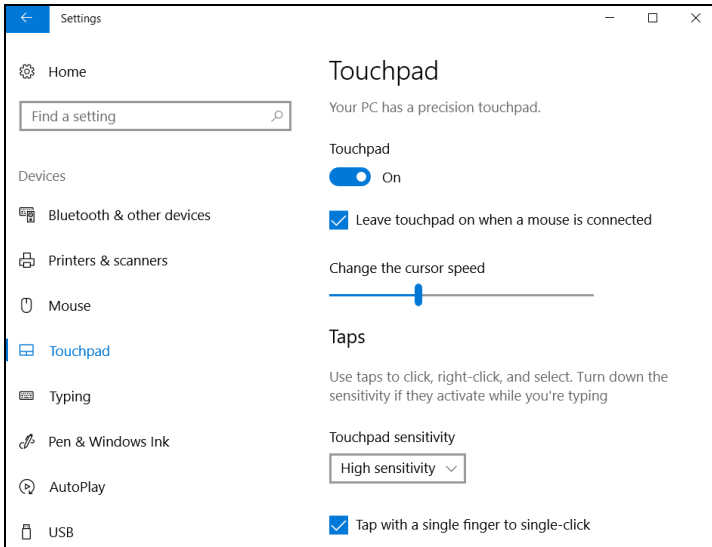 Settings
Home
Find a setting
Devices
Bluetooth & other devices
Printers & scanners
Mouse
Touchpad
Typing
Pen & Windows Ink
AutoPlay
USB
Touchpad
Your PC has a precision touchpad.
Touchpad
On
Leave touchpad on when a mouse is connected
Change the cursor speed
Taps
Use taps to click, right-click, and select. Turn down the
sensitivity if they activate while you're typing
Touchpad sensitivity
High sensitivity
Tap with a single finger to single-click